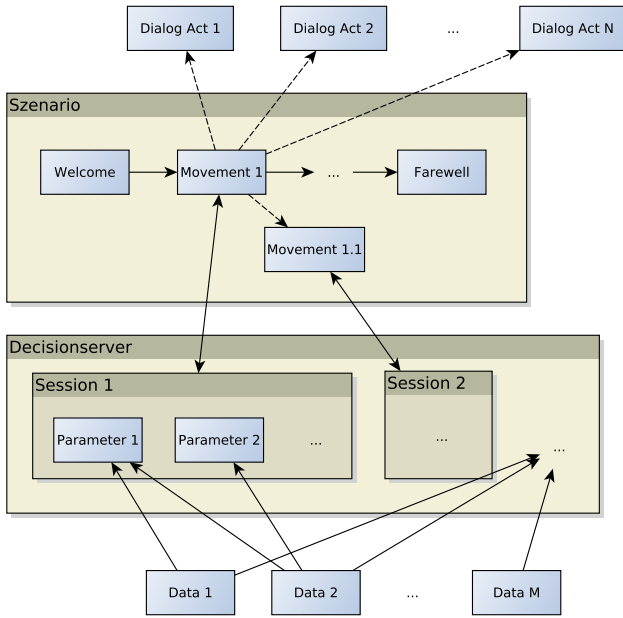 Dialog Act 1
Dialog Act 2
...
Dialog Act N
Szenario
Welcome
Movement 1
...
Farewell
Movement 1.1
Decisionserver
Session 1
Session 2
Parameter 1
Parameter 2
...
...
...
Data 1
Data 2
...
Data M